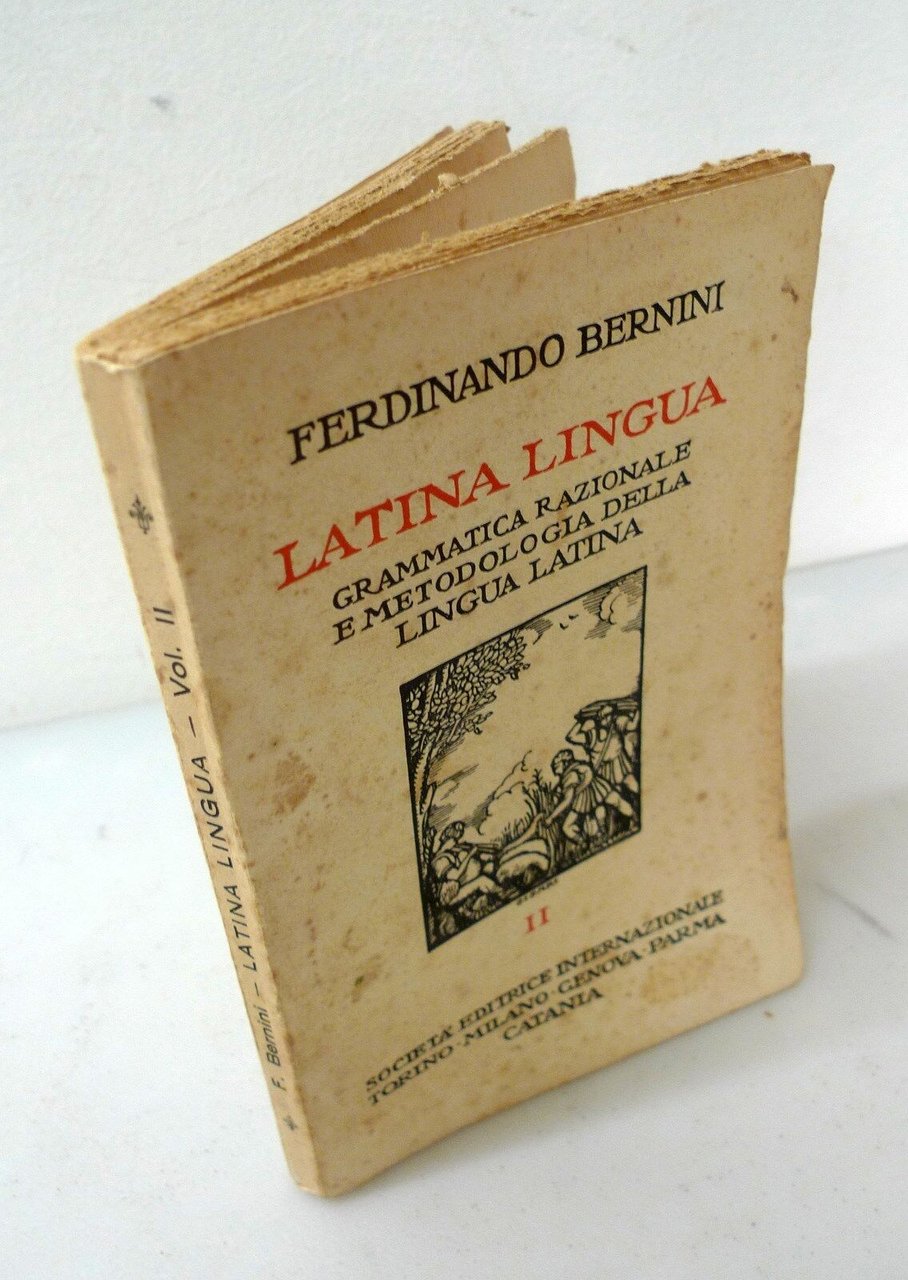 FERDINANDO BERNINI
LATINA LINGUA
GRAMMATICA RAZIONALE
E METODOLOGIA DELLA
LINGUA LATINA
II
SOCIETÀ EDITRICE INTERNAZIONALE
TORINO · MILANO · GENOVA · PARMA
CATANIA
F. Bernini — LATINA LINGUA — Vol. II